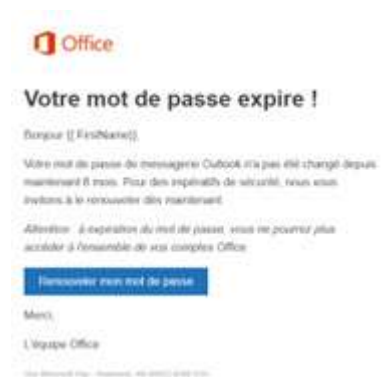 Office
Votre mot de passe expire !
Bonjour {{ FirstName}},
Votre mot de passe de messagerie Outlook n'a pas été changé depuis
maintenant 6 mois. Pour des impératifs de sécurité, nous vous
invitons à le renouveler dès maintenant.
Attention : à expiration du mot de passe, vous ne pourrez plus
accéder à l'ensemble de vos comptes Office.
Renouveler mon mot de passe
Merci,
L'équipe Office